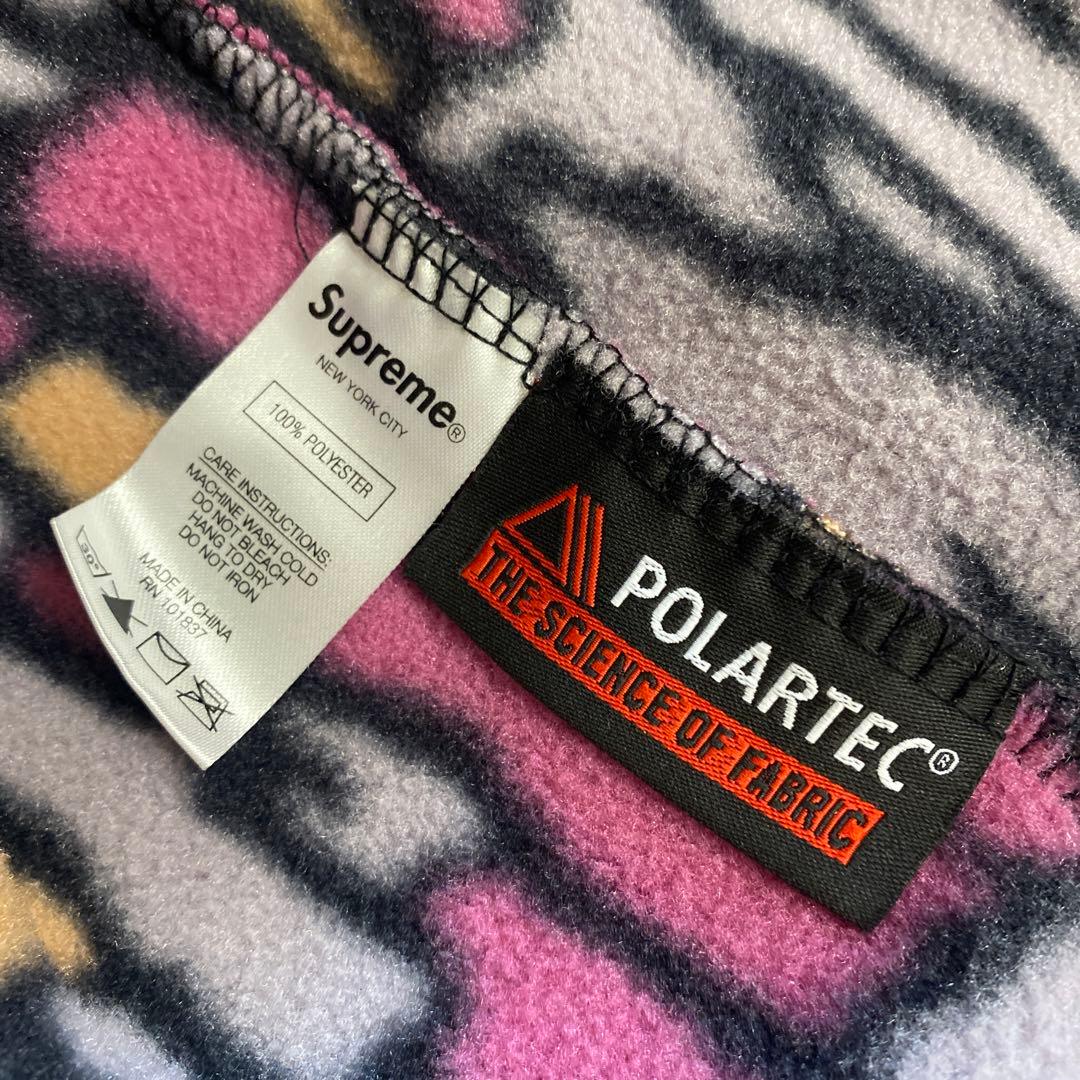 Supreme®
NEW YORK CITY
100% POLYESTER
CARE INSTRUCTIONS:
MACHINE WASH COLD
DO NOT BLEACH
HANG TO DRY
DO NOT IRON
MADE IN CHINA
RN 101837
30°
POLARTEC®
THE SCIENCE OF FABRIC